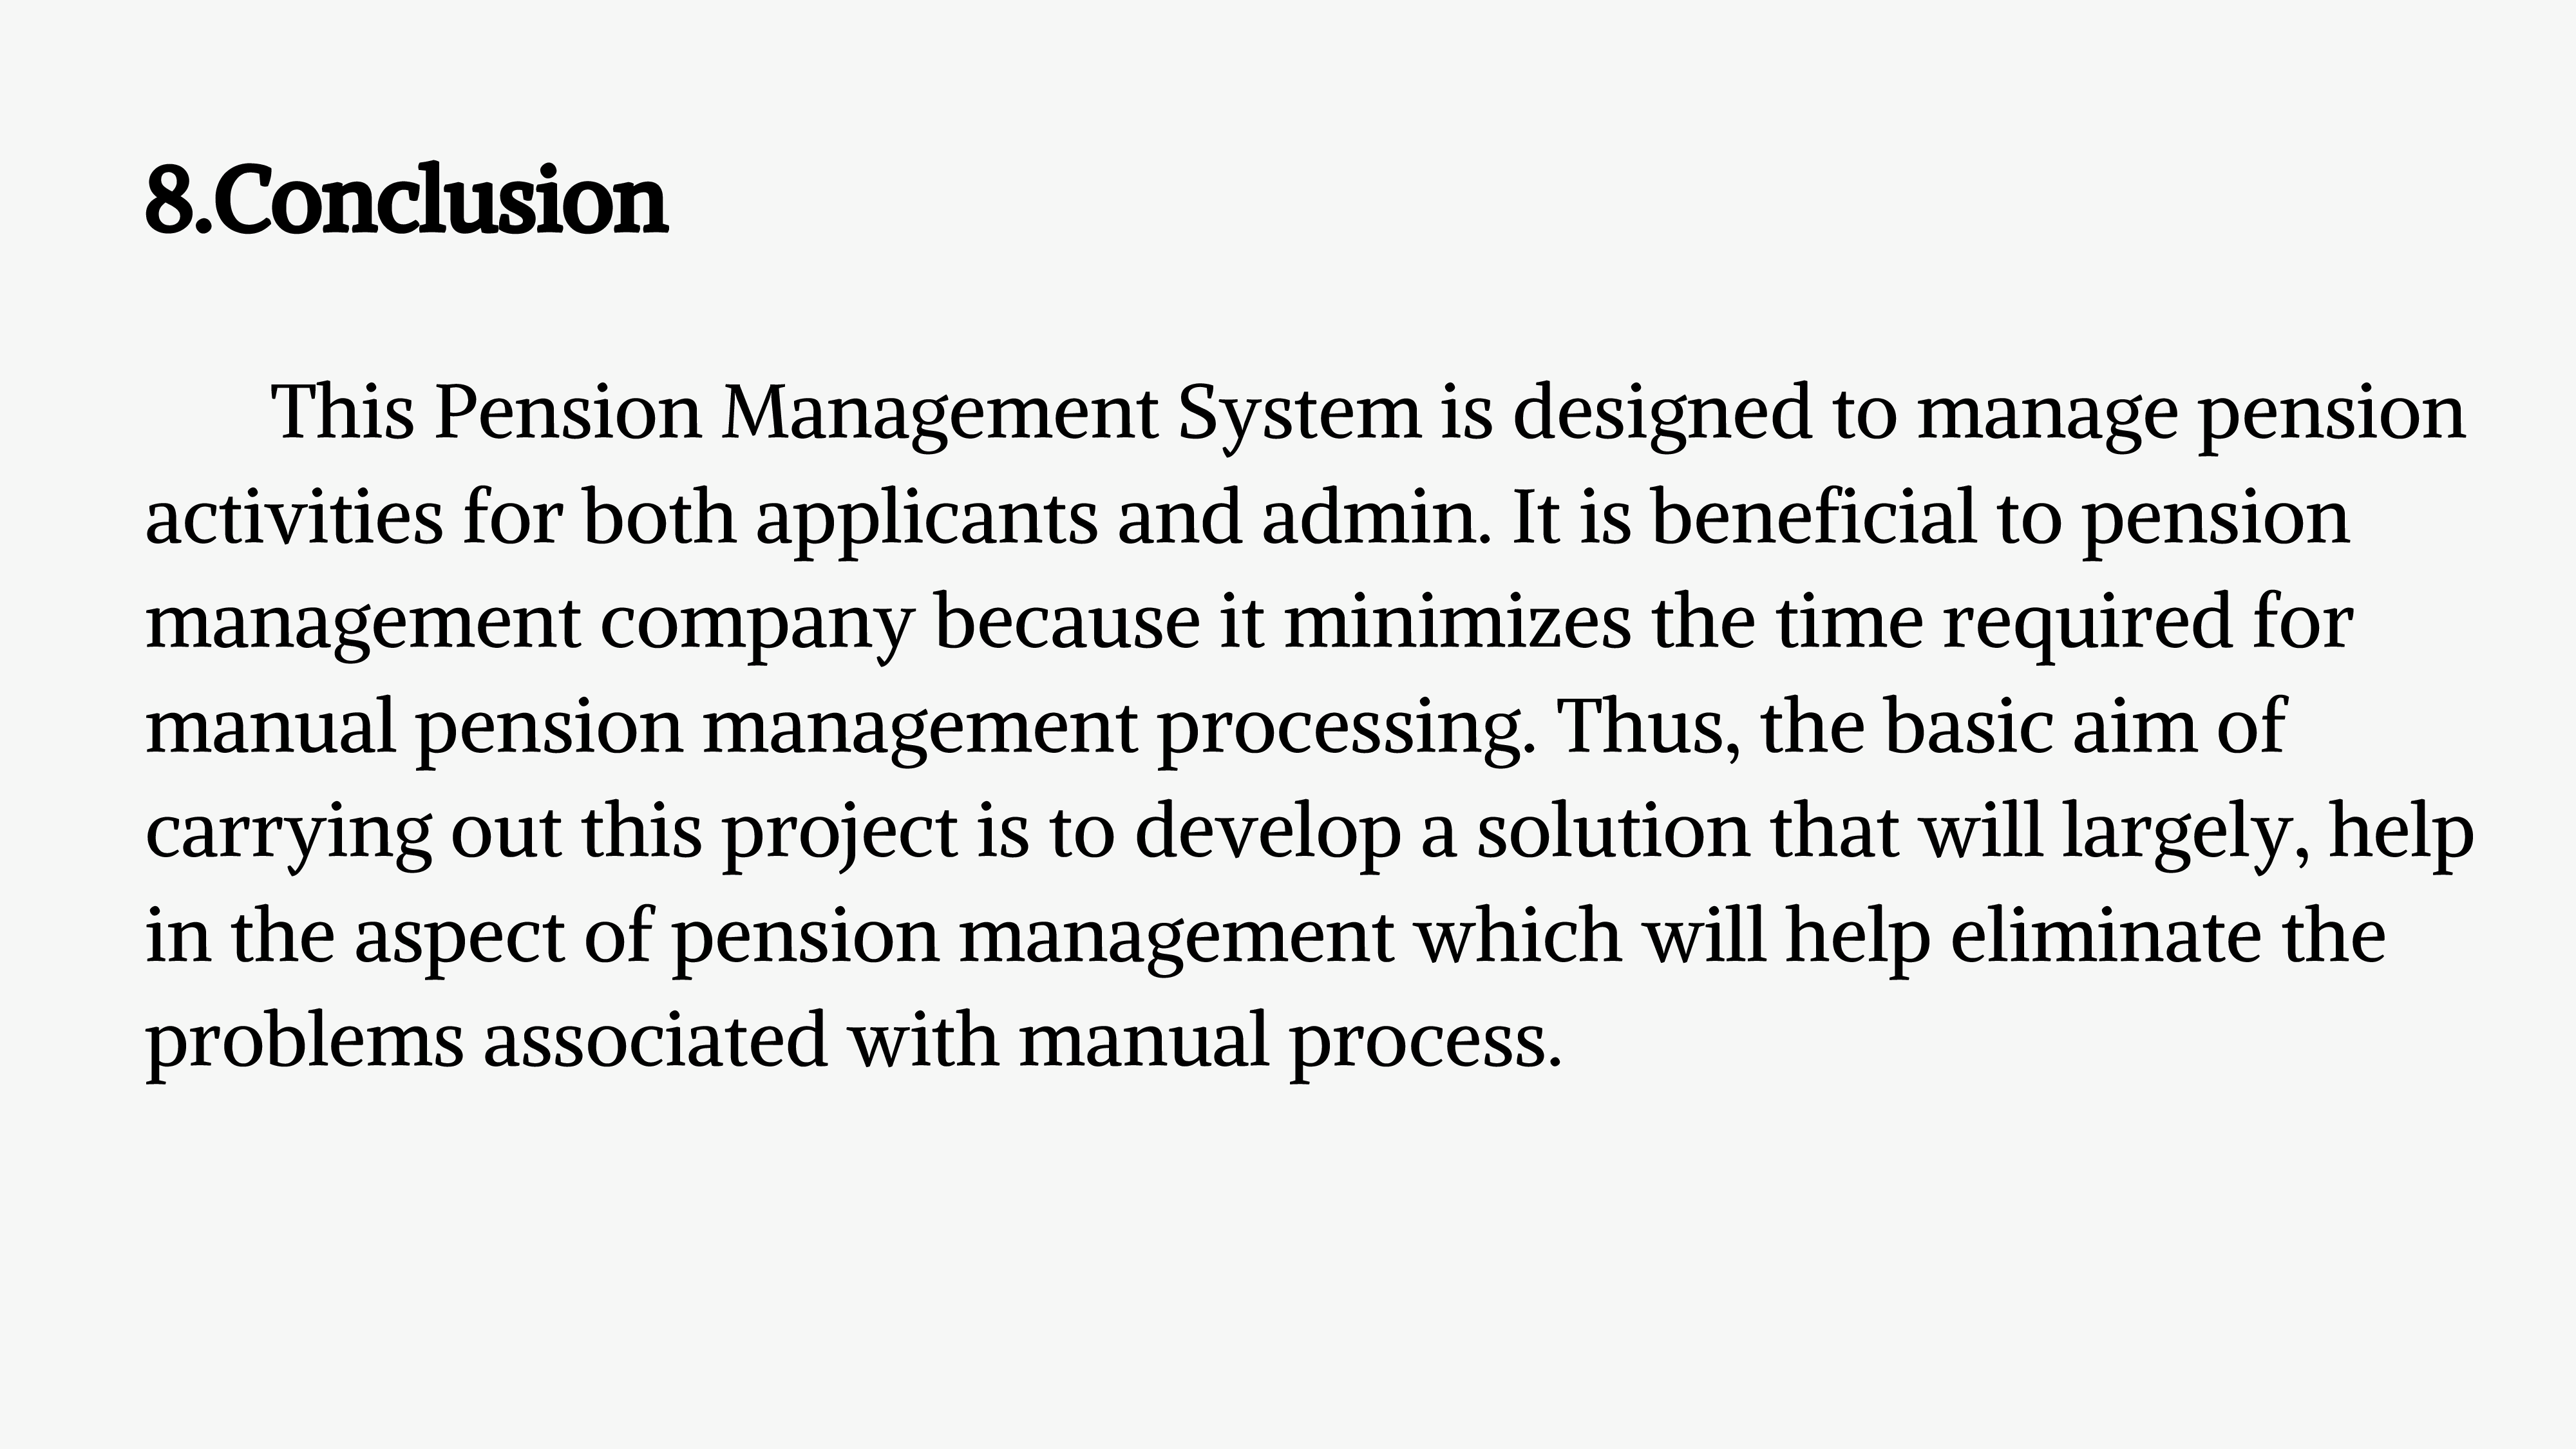 8.Conclusion
This Pension Management System is designed to manage pension
activities for both applicants and admin. It is beneficial to pension
management company because it minimizes the time required for
manual pension management processing. Thus, the basic aim of
carrying out this project is to develop a solution that will largely, help
in the aspect of pension management which will help eliminate the
problems associated with manual process.